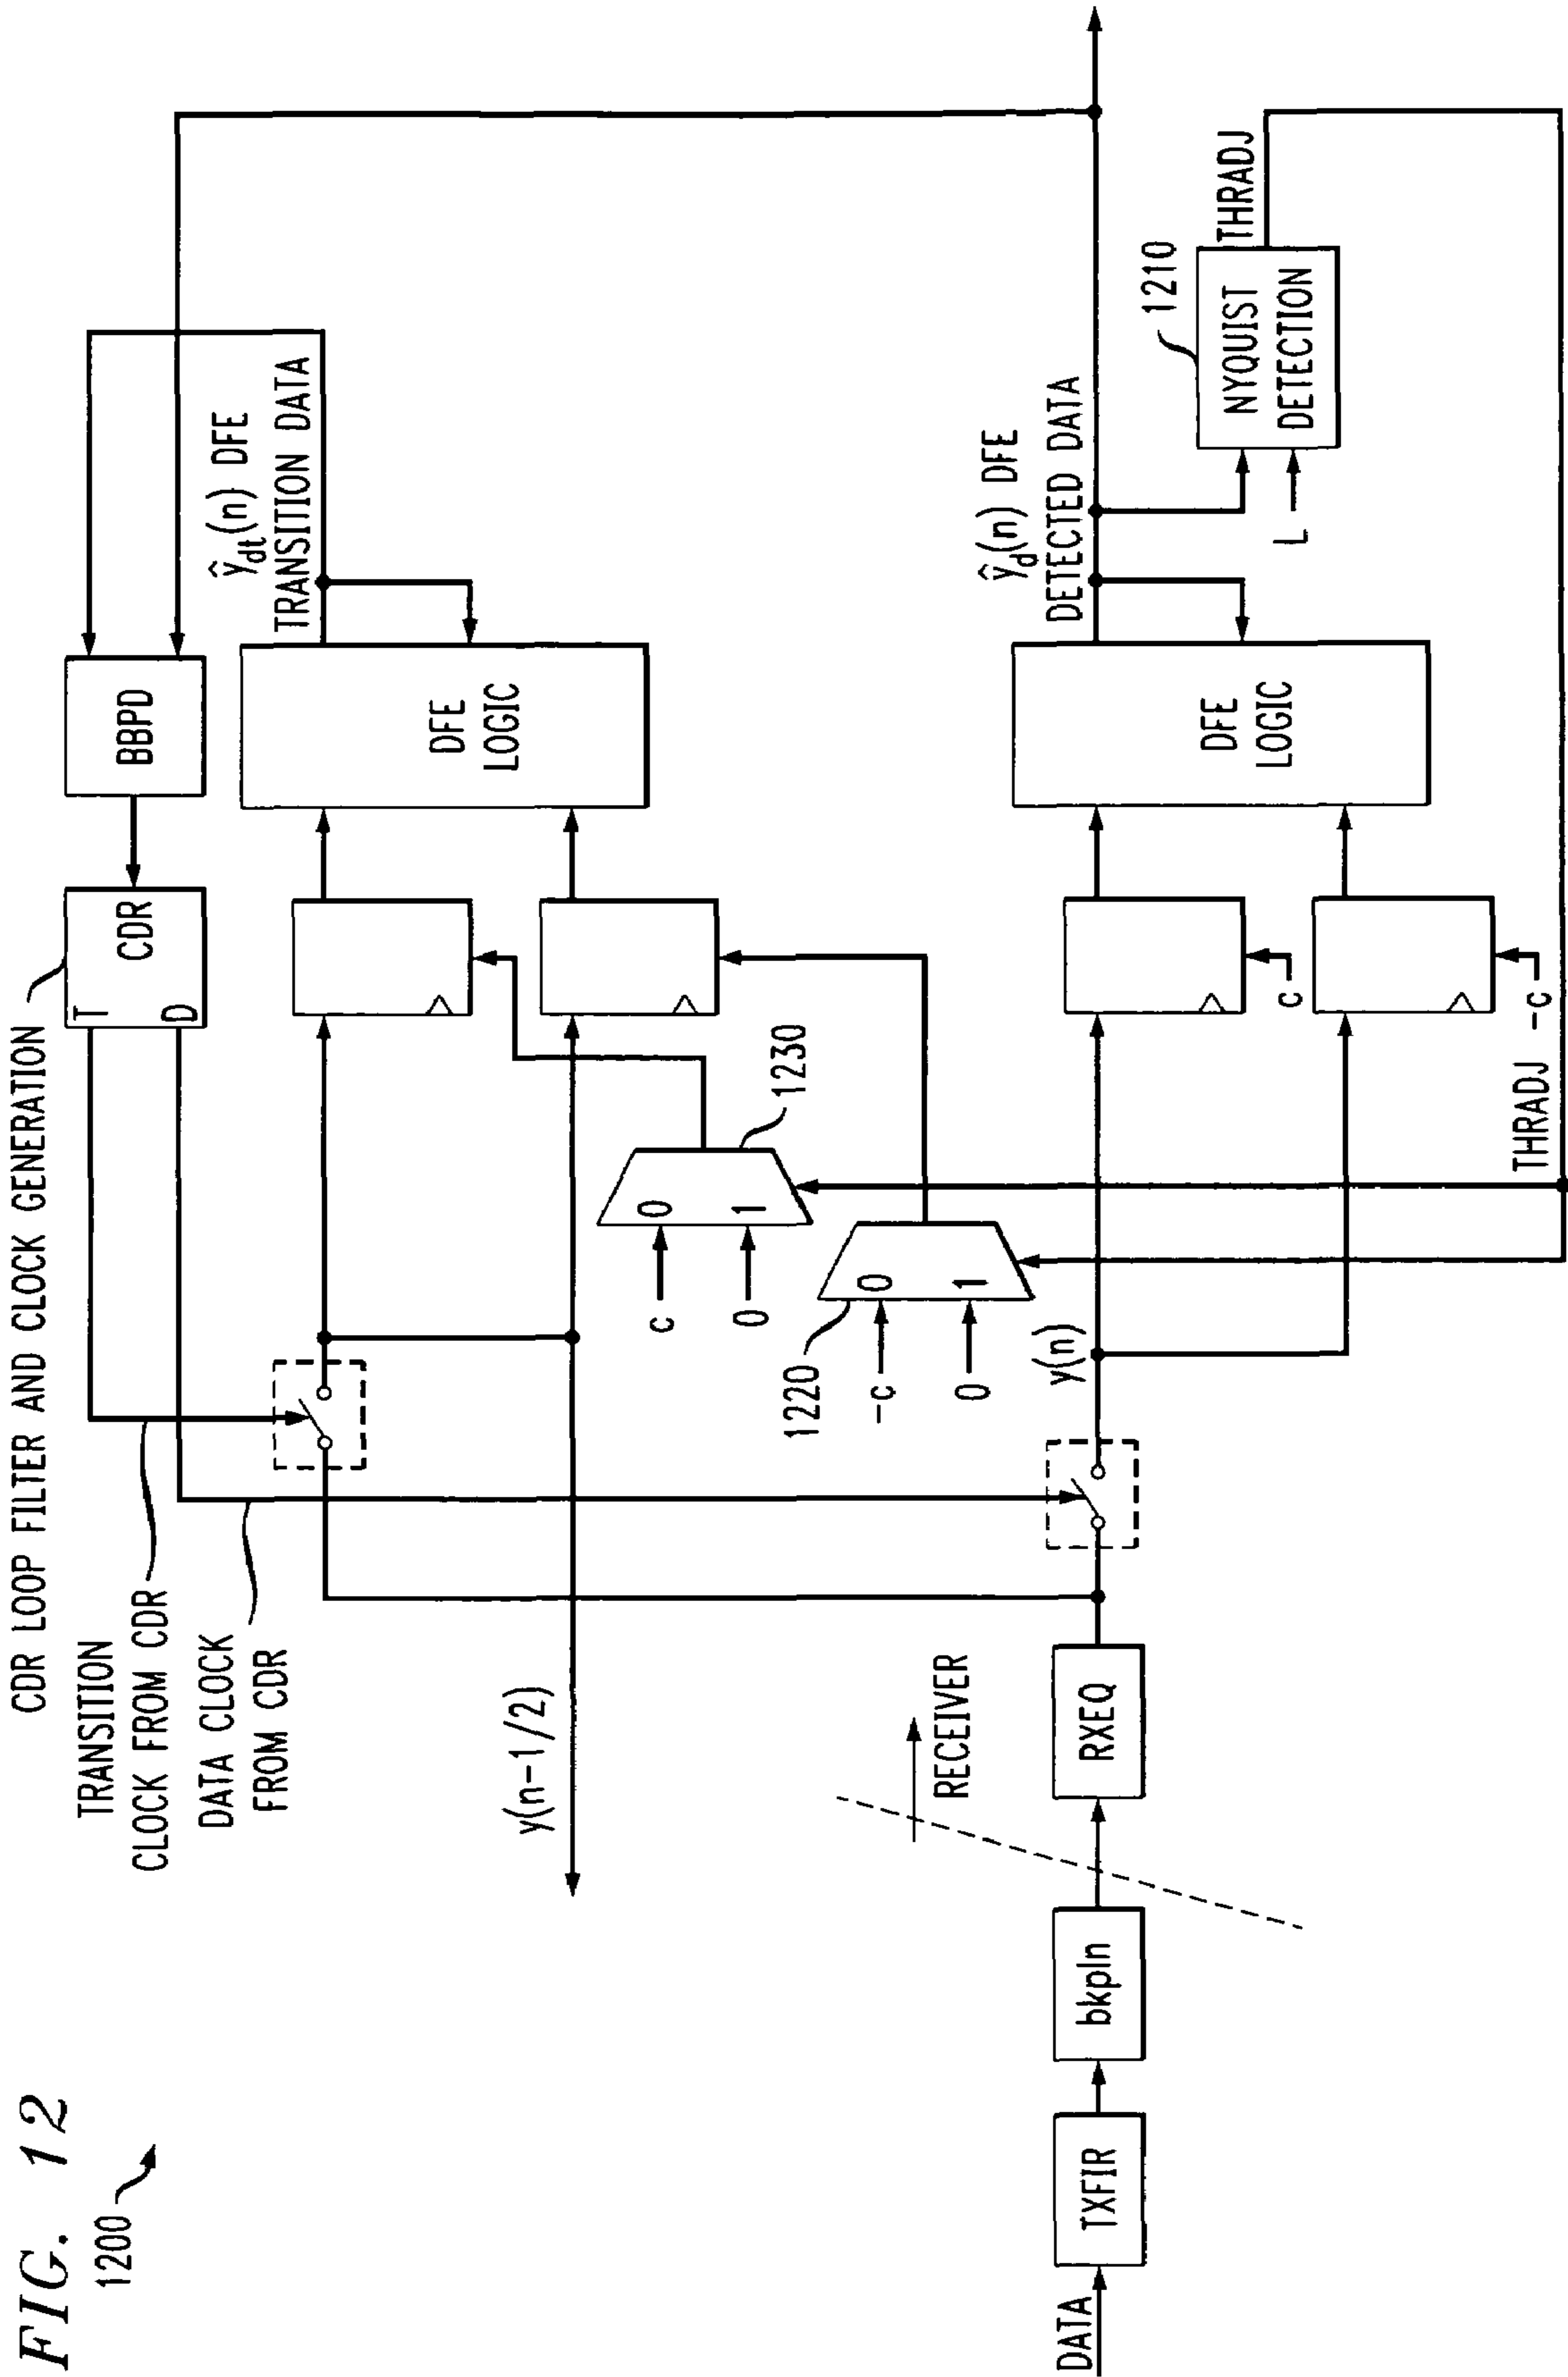 FIG. 12
1200
CDR LOOP FILTER AND CLOCK GENERATION
TRANSITION
CLOCK FROM CDR
DATA CLOCK
FROM CDR
T
D
CDR
BBPD
ŷdt(n) DFE
TRANSITION DATA
DFE
LOGIC
y(n-1/2)
c
0
0
1
1230
-c
0
0
1
1220
DATA
TXFIR
bkpln
RECEIVER
RXEQ
y(n)
c
-c
THRADJ
DFE
LOGIC
ŷd(n) DFE
DETECTED DATA
L
NYQUIST
DETECTION
1210
THRADJ